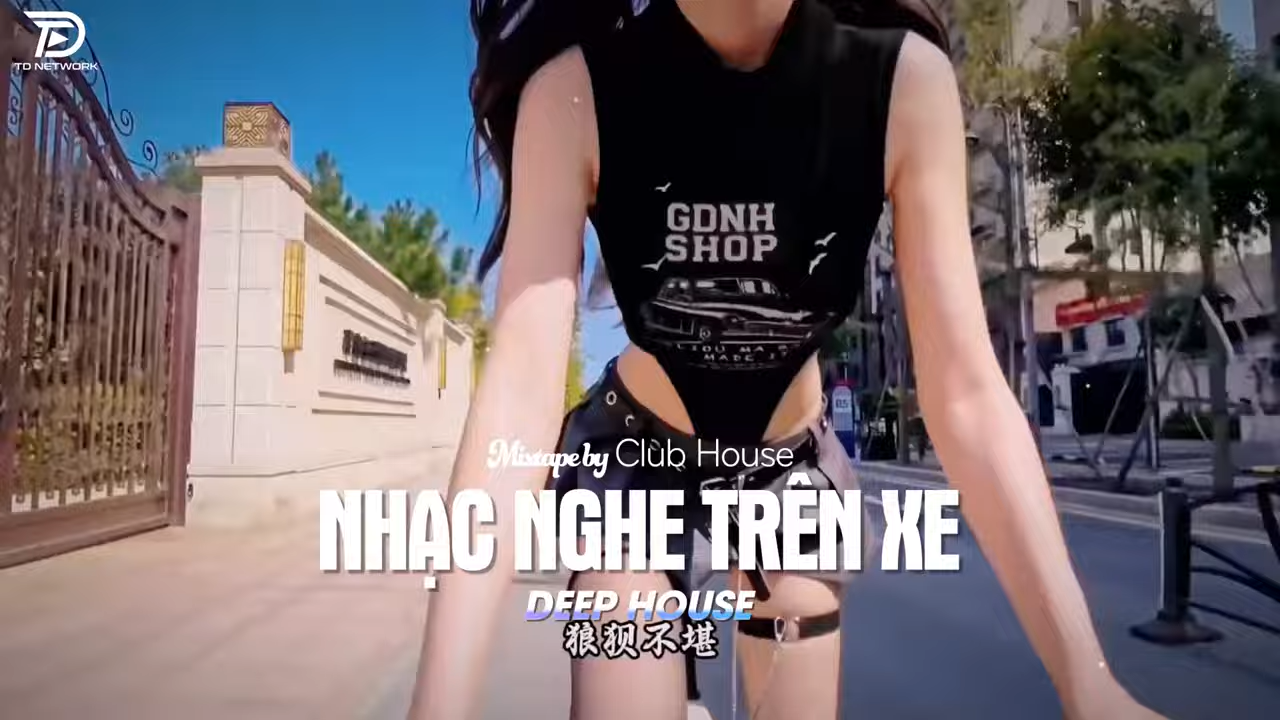 TD NETWORK
GDNH
SHOP
Mixtape by Club House
NHẠC NGHE TRÊN XE
DEEP HOUSE
狼狈不堪